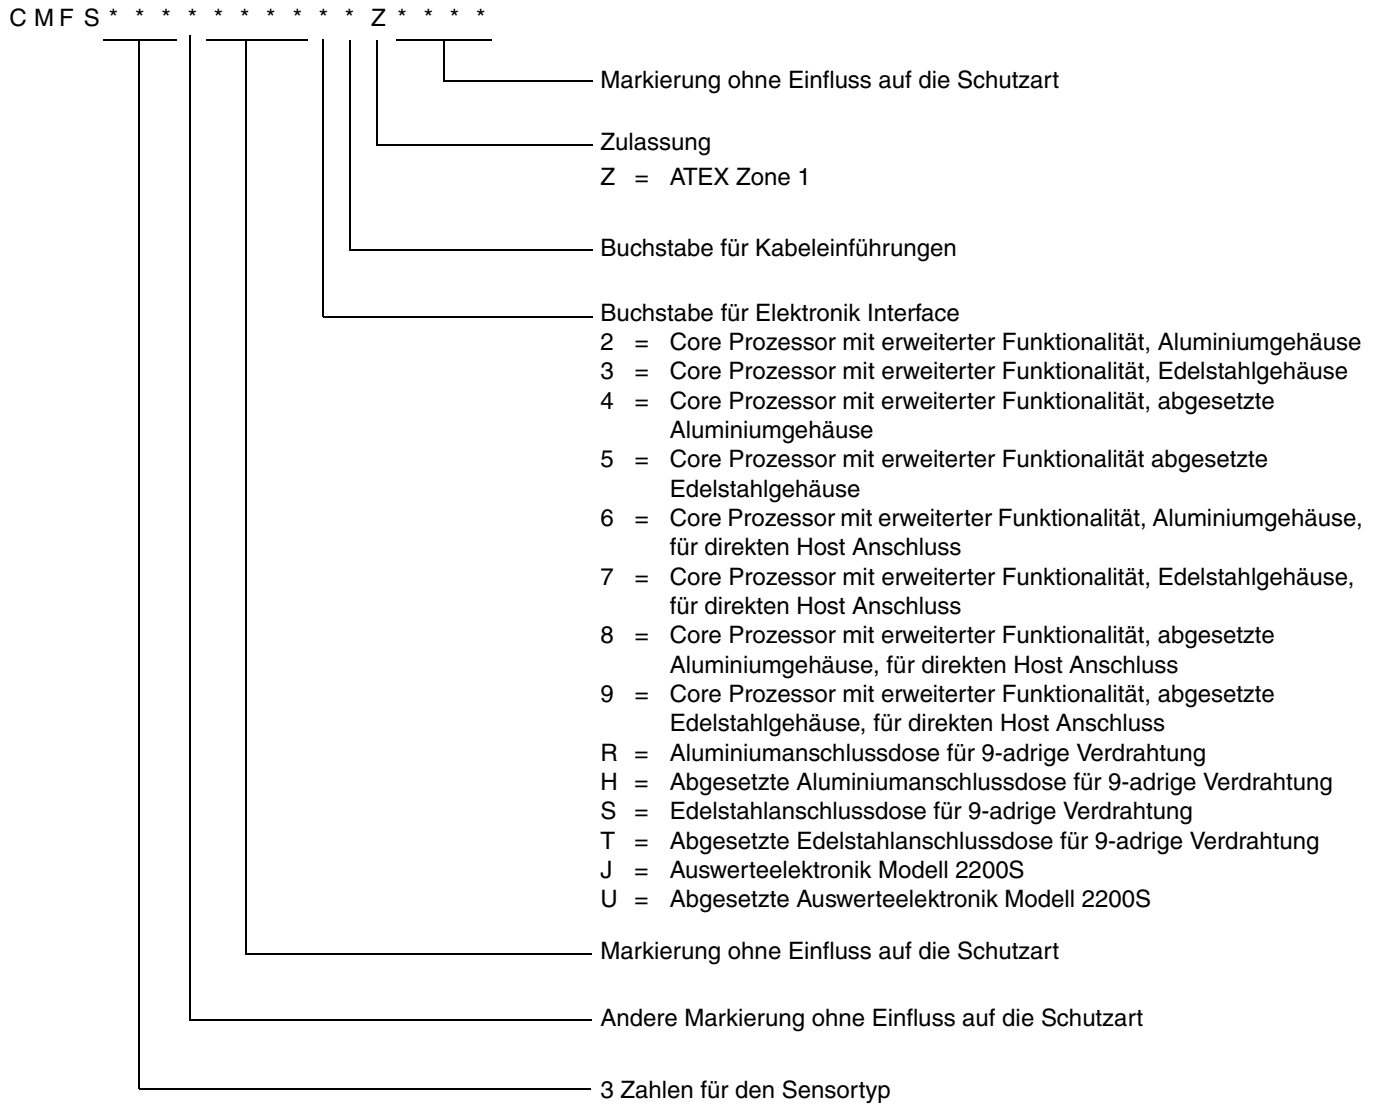 C M F S * * * * * * * * * * Z * * * *
Markierung ohne Einfluss auf die Schutzart
Zulassung
Z = ATEX Zone 1
Buchstabe für Kabeleinführungen
Buchstabe für Elektronik Interface
2 = Core Prozessor mit erweiterter Funktionalität, Aluminiumgehäuse
3 = Core Prozessor mit erweiterter Funktionalität, Edelstahlgehäuse
4 = Core Prozessor mit erweiterter Funktionalität, abgesetzte
Aluminiumgehäuse
5 = Core Prozessor mit erweiterter Funktionalität abgesetzte
Edelstahlgehäuse
6 = Core Prozessor mit erweiterter Funktionalität, Aluminiumgehäuse,
für direkten Host Anschluss
7 = Core Prozessor mit erweiterter Funktionalität, Edelstahlgehäuse,
für direkten Host Anschluss
8 = Core Prozessor mit erweiterter Funktionalität, abgesetzte
Aluminiumgehäuse, für direkten Host Anschluss
9 = Core Prozessor mit erweiterter Funktionalität, abgesetzte
Edelstahlgehäuse, für direkten Host Anschluss
R = Aluminiumanschlussdose für 9-adrige Verdrahtung
H = Abgesetzte Aluminiumanschlussdose für 9-adrige Verdrahtung
S = Edelstahlanschlussdose für 9-adrige Verdrahtung
T = Abgesetzte Edelstahlanschlussdose für 9-adrige Verdrahtung
J = Auswerteelektronik Modell 2200S
U = Abgesetzte Auswerteelektronik Modell 2200S
Markierung ohne Einfluss auf die Schutzart
Andere Markierung ohne Einfluss auf die Schutzart
3 Zahlen für den Sensortyp